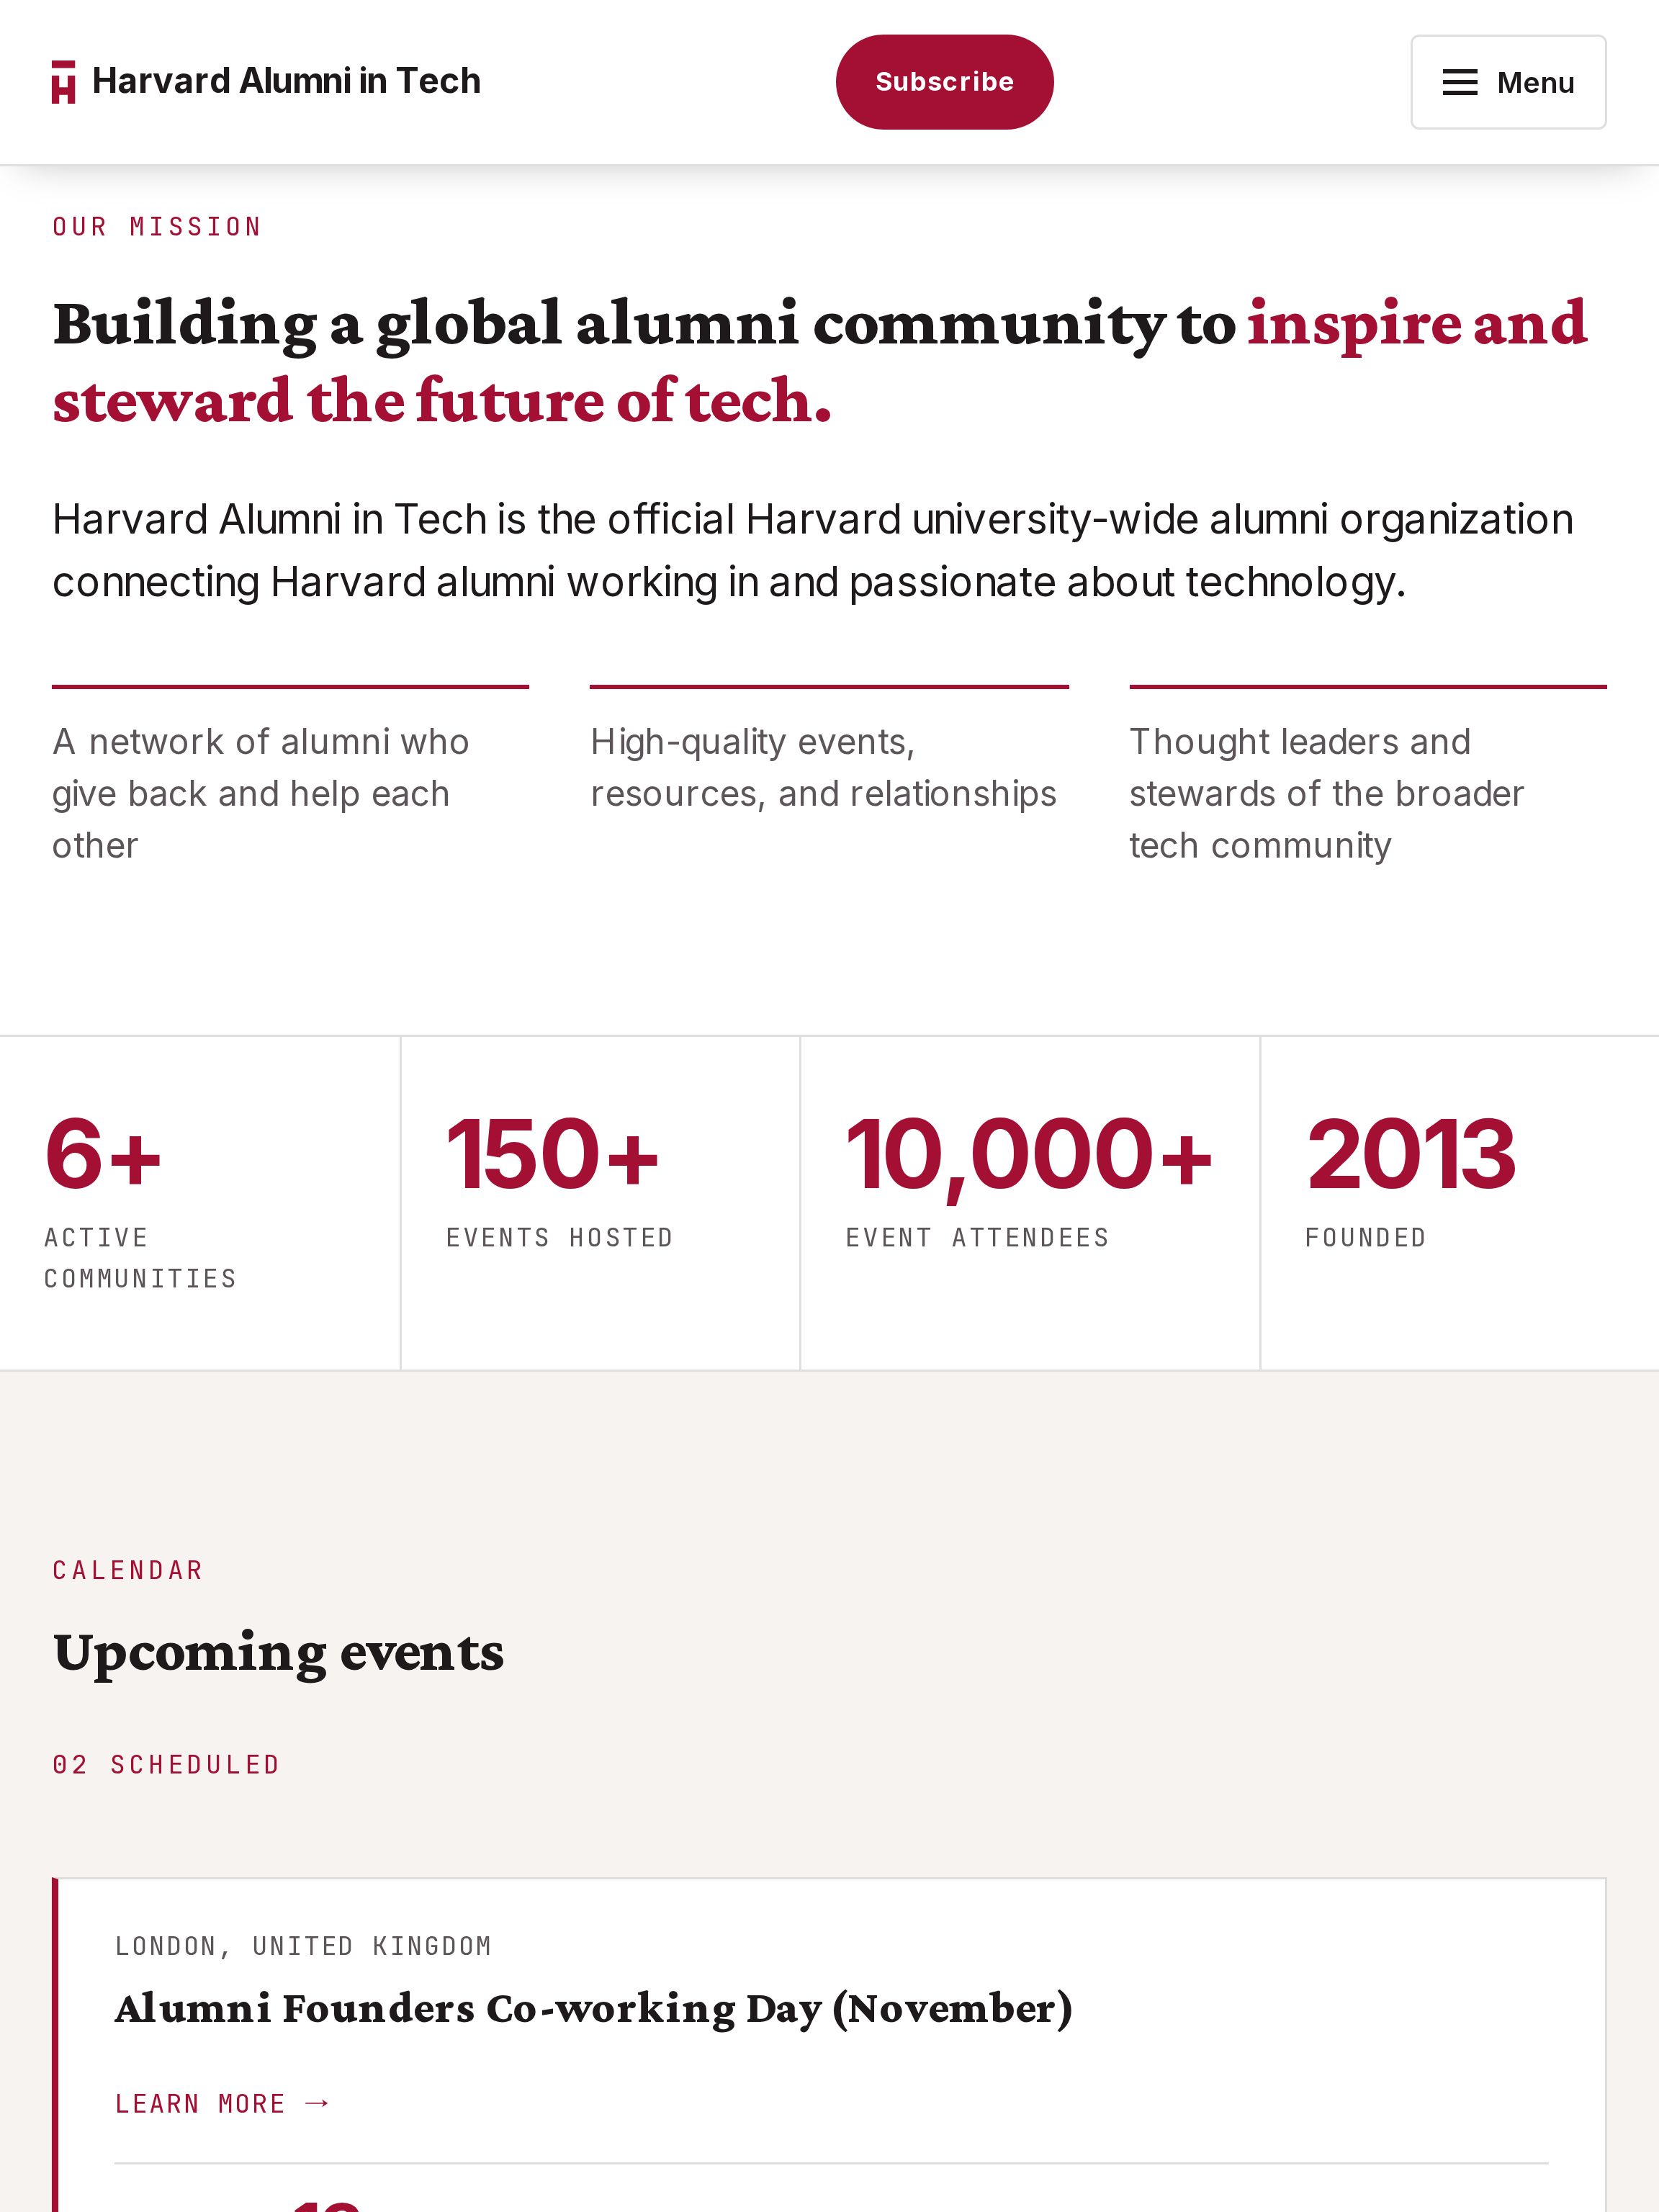 Harvard Alumni in Tech
Subscribe
Menu
OUR MISSION
Building a global alumni community to inspire and
steward the future of tech.
Harvard Alumni in Tech is the official Harvard university-wide alumni organization
connecting Harvard alumni working in and passionate about technology.
A network of alumni who
give back and help each
other
High-quality events,
resources, and relationships
Thought leaders and
stewards of the broader
tech community
6+
ACTIVE
COMMUNITIES
150+
EVENTS HOSTED
10,000+
EVENT ATTENDEES
2013
FOUNDED
CALENDAR
Upcoming events
02 SCHEDULED
LONDON, UNITED KINGDOM
Alumni Founders Co-working Day (November)
LEARN MORE →